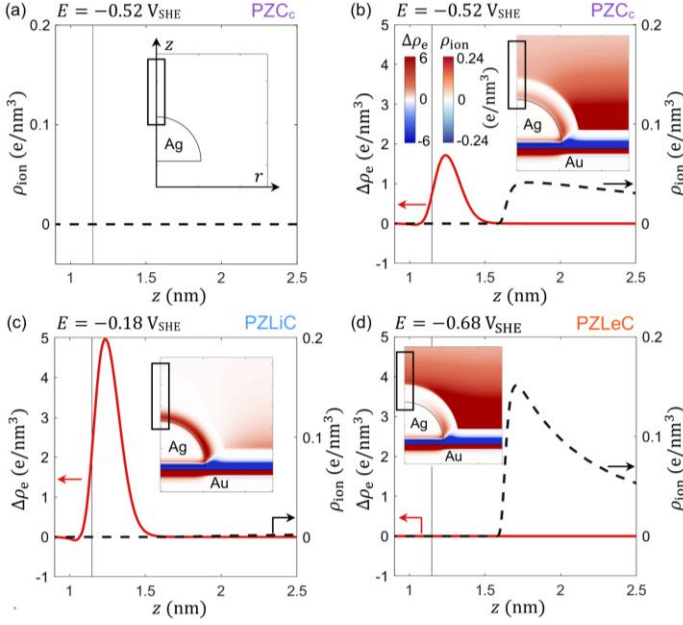 (a) E = −0.52 V_SHE PZC_c
0.2
0.1
0
ρ_ion (e/nm³)
z
Ag
r
1 1.5 2 2.5
z (nm)
(b) E = −0.52 V_SHE PZC_c
5
4
3
2
1
0
-1
Δρ_e (e/nm³)
Δρ_e ρ_ion
6 0.24
-6 -0.24
(e/nm³)
Ag
Au
0.2
0.1
0
ρ_ion (e/nm³)
1 1.5 2 2.5
z (nm)
(c) E = −0.18 V_SHE PZLiC
5
4
3
2
1
0
-1
Δρ_e (e/nm³)
Ag
Au
0.2
0.1
0
ρ_ion (e/nm³)
1 1.5 2 2.5
z (nm)
(d) E = −0.68 V_SHE PZLeC
5
4
3
2
1
0
-1
Δρ_e (e/nm³)
Ag
Au
0.2
0.1
0
ρ_ion (e/nm³)
1 1.5 2 2.5
z (nm)